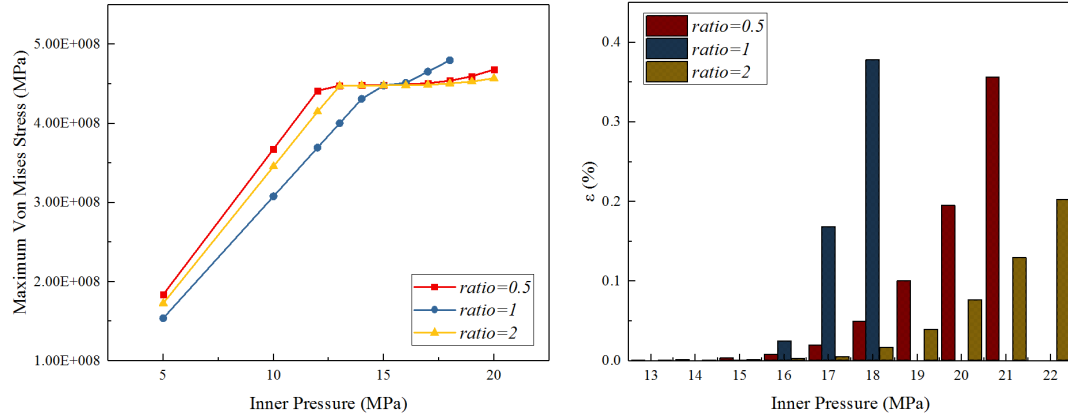 5.00E+008
4.00E+008
3.00E+008
2.00E+008
1.00E+008
Maximum Von Mises Stress (MPa)
ratio=0.5
ratio=1
ratio=2
5 10 15 20
Inner Pressure (MPa)
ratio=0.5
ratio=1
ratio=2
0.4
0.3
0.2
0.1
0.0
ε (%)
13 14 15 16 17 18 19 20 21 22
Inner Pressure (MPa)